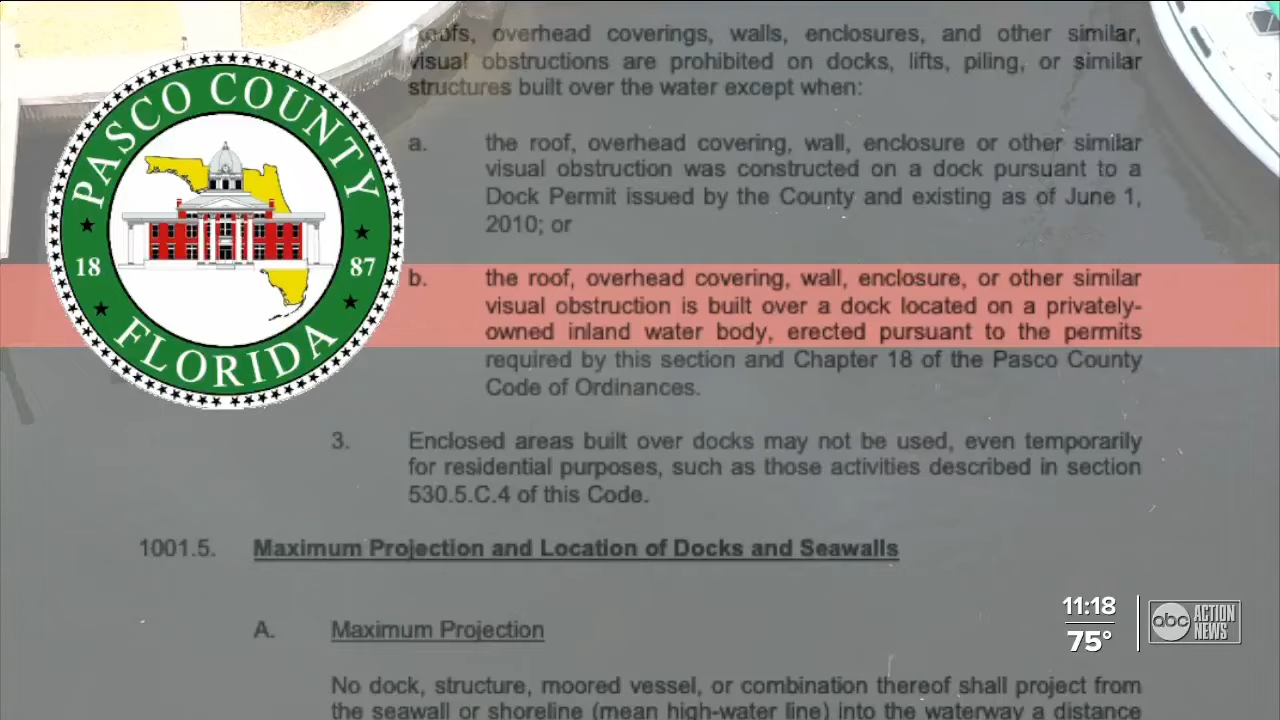 roofs, overhead coverings, walls, enclosures, and other similar,
visual obstructions are prohibited on docks, lifts, piling, or similar
structures built over the water except when:
a. the roof, overhead covering, wall, enclosure or other similar
visual obstruction was constructed on a dock pursuant to a
Dock Permit issued by the County and existing as of June 1,
2010; or
b. the roof, overhead covering, wall, enclosure, or other similar
visual obstruction is built over a dock located on a privately-
owned inland water body, erected pursuant to the permits
required by this section and Chapter 18 of the Pasco County
Code of Ordinances.
3. Enclosed areas built over docks may not be used, even temporarily
for residential purposes, such as those activities described in section
530.5.C.4 of this Code.
1001.5. Maximum Projection and Location of Docks and Seawalls
A. Maximum Projection
No dock, structure, moored vessel, or combination thereof shall project from
the seawall or shoreline (mean high-water line) into the waterway a distance
PASCO COUNTY
18 87
FLORIDA
11:18
75°
abc ACTION
NEWS